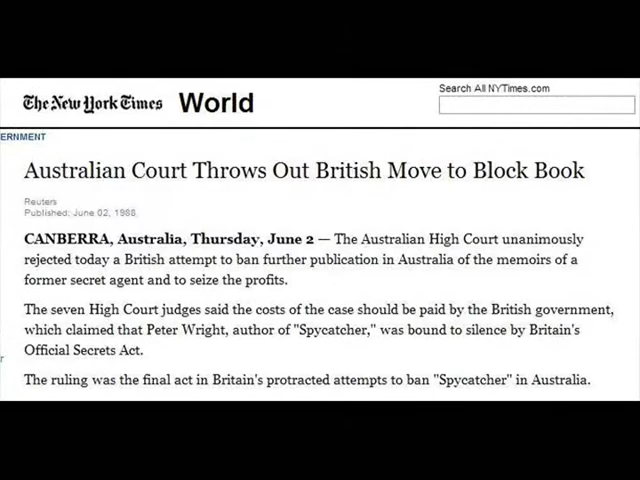 The New York Times World
Search All NYTimes.com
ERNMENT
Australian Court Throws Out British Move to Block Book
Reuters
Published: June 02, 1988
CANBERRA, Australia, Thursday, June 2 — The Australian High Court unanimously
rejected today a British attempt to ban further publication in Australia of the memoirs of a
former secret agent and to seize the profits.
The seven High Court judges said the costs of the case should be paid by the British government,
which claimed that Peter Wright, author of "Spycatcher," was bound to silence by Britain's
Official Secrets Act.
r
The ruling was the final act in Britain's protracted attempts to ban "Spycatcher" in Australia.